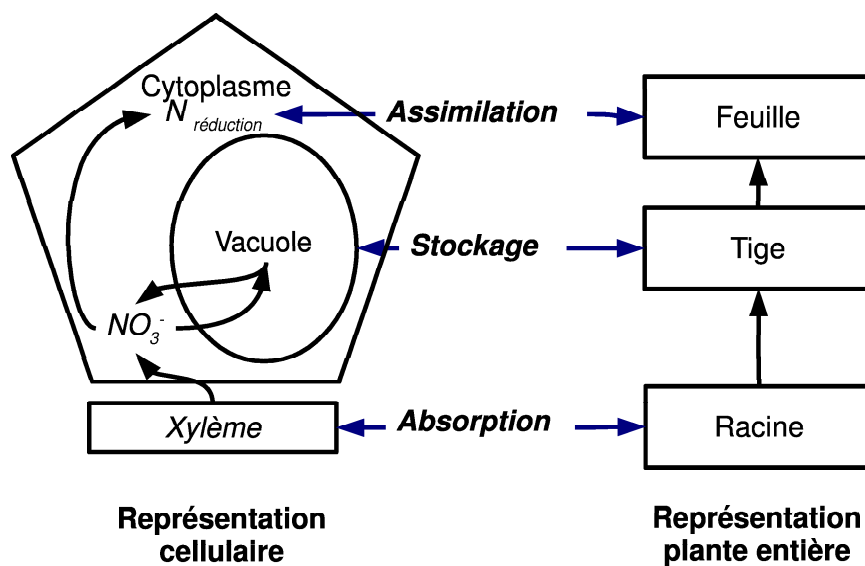 Cytoplasme
N réduction
Assimilation
Feuille
Vacuole
Stockage
Tige
NO3-
Xylème
Absorption
Racine
Représentation
cellulaire
Représentation
plante entière